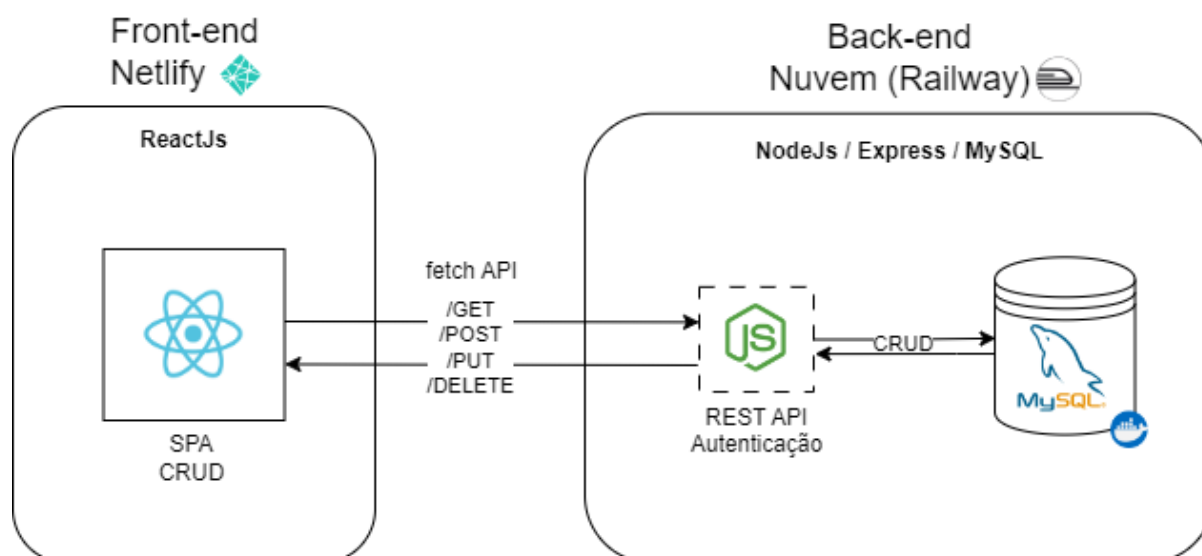 Front-end
Netlify
Back-end
Nuvem (Railway)
ReactJs
NodeJs / Express / MySQL
fetch API
/GET
/POST
/PUT
/DELETE
JS
CRUD
MySQL
SPA
CRUD
REST API
Autenticação